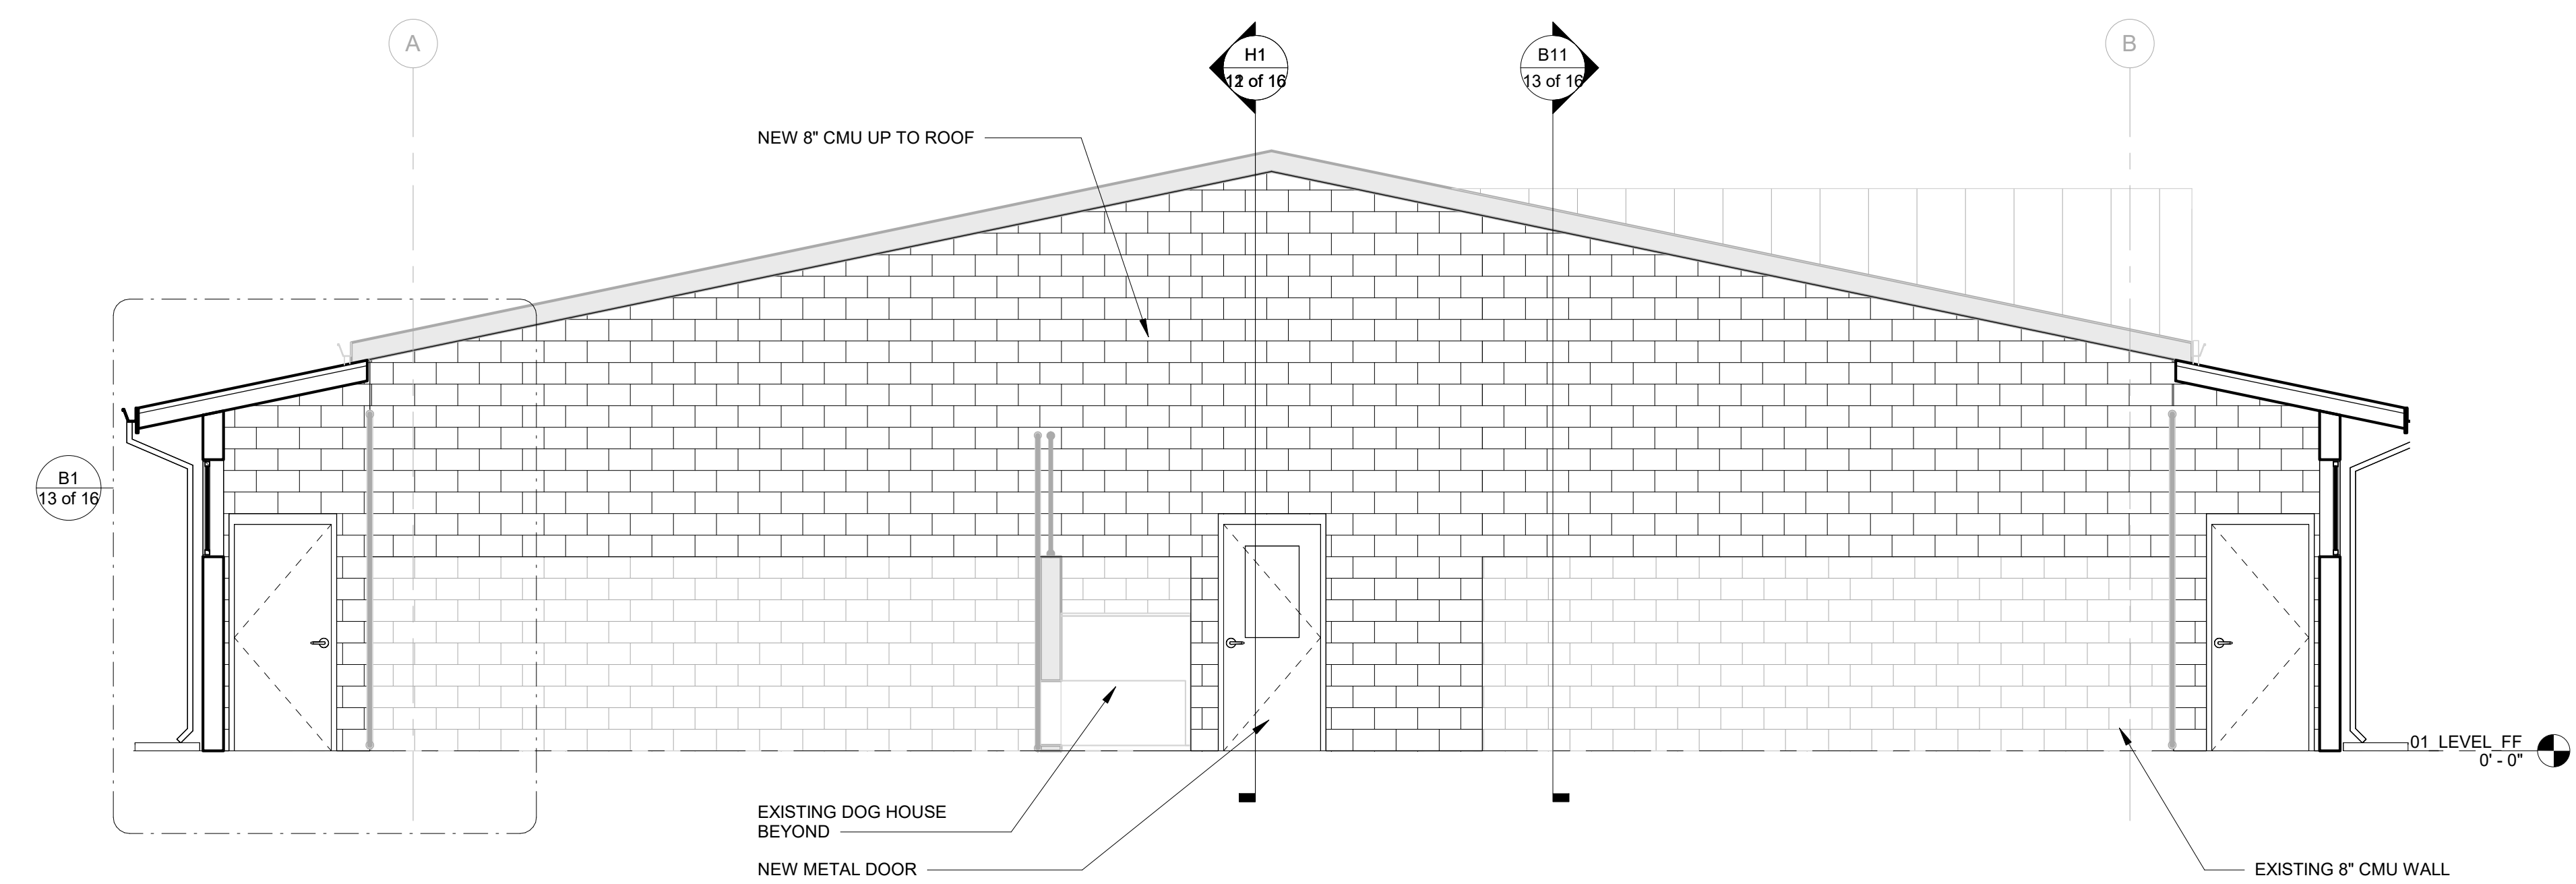 A
H1
of 16
B11
13 of 16
B
NEW 8" CMU UP TO ROOF
B1
13 of 16
01_LEVEL_FF
0' - 0"
EXISTING DOG HOUSE
BEYOND
NEW METAL DOOR
EXISTING 8" CMU WALL